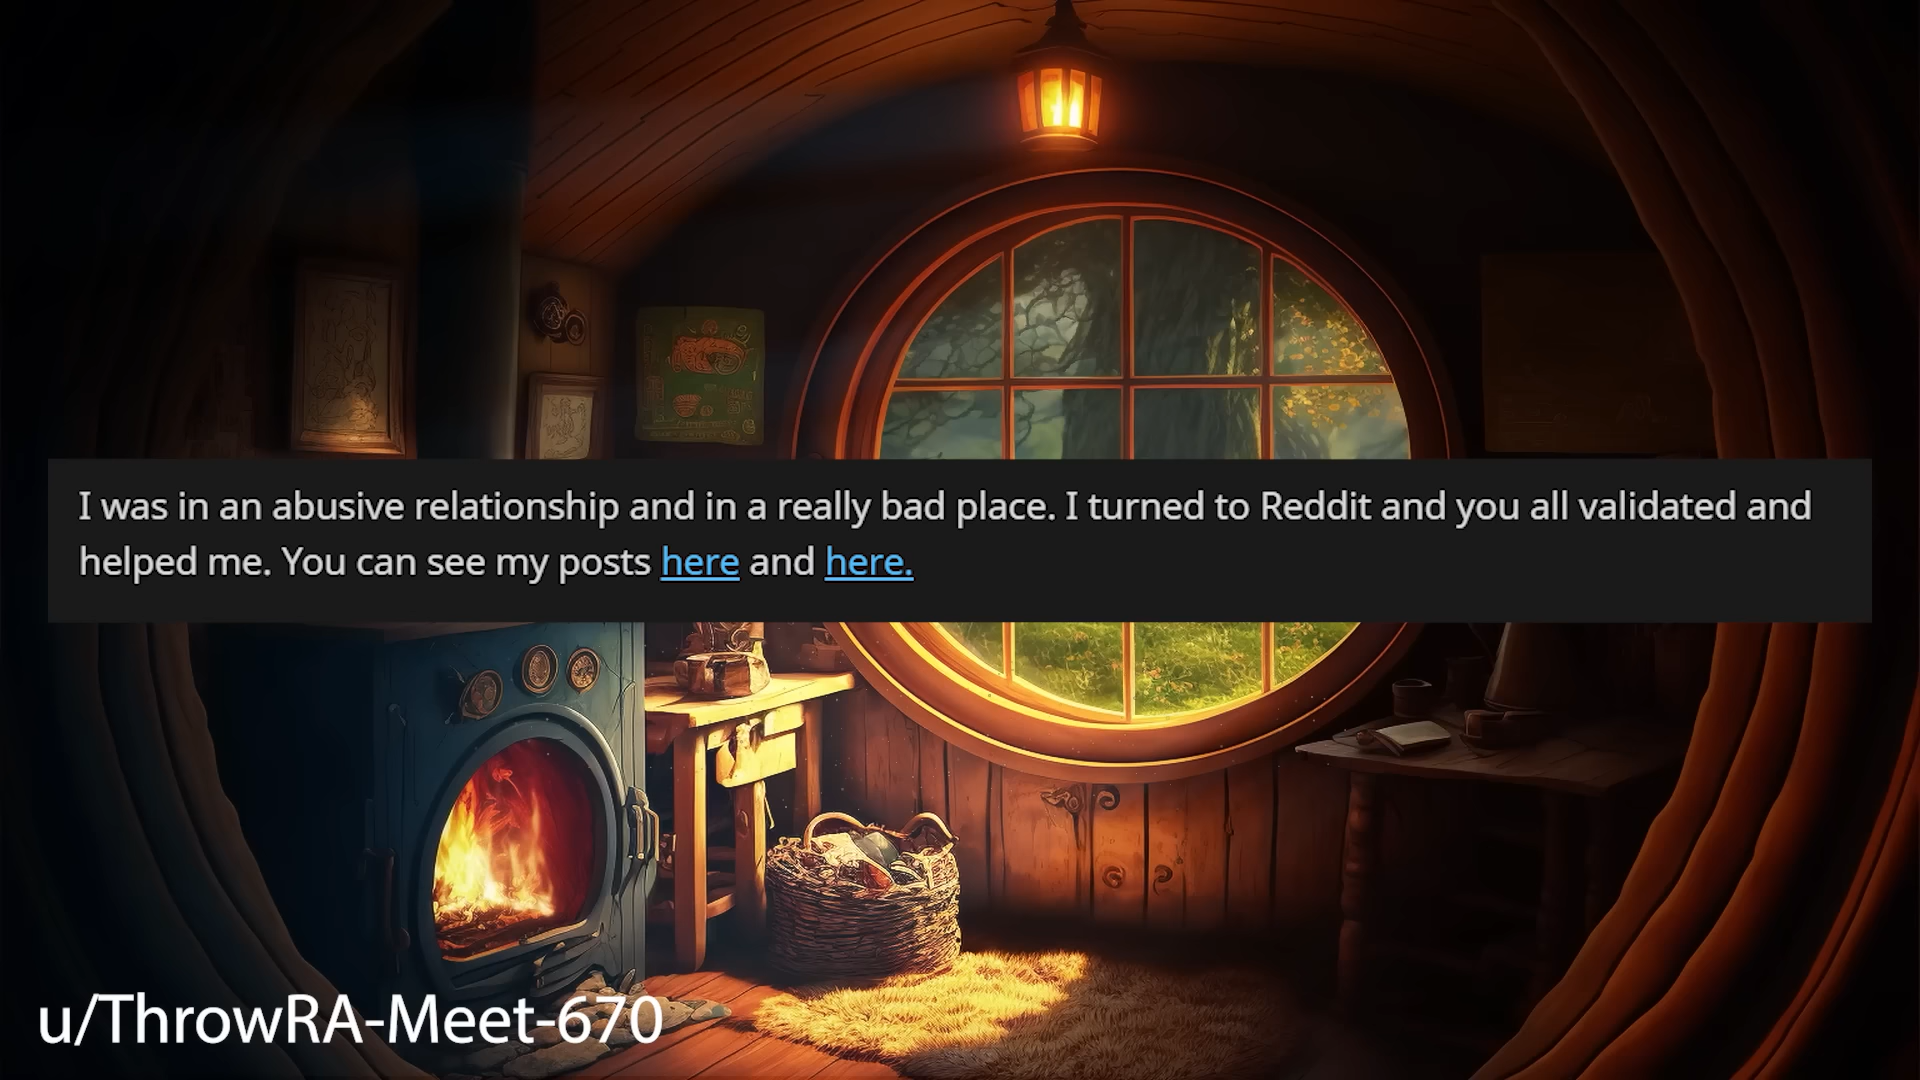 I was in an abusive relationship and in a really bad place. I turned to Reddit and you all validated and
helped me. You can see my posts here and here.
u/ThrowRA-Meet-670